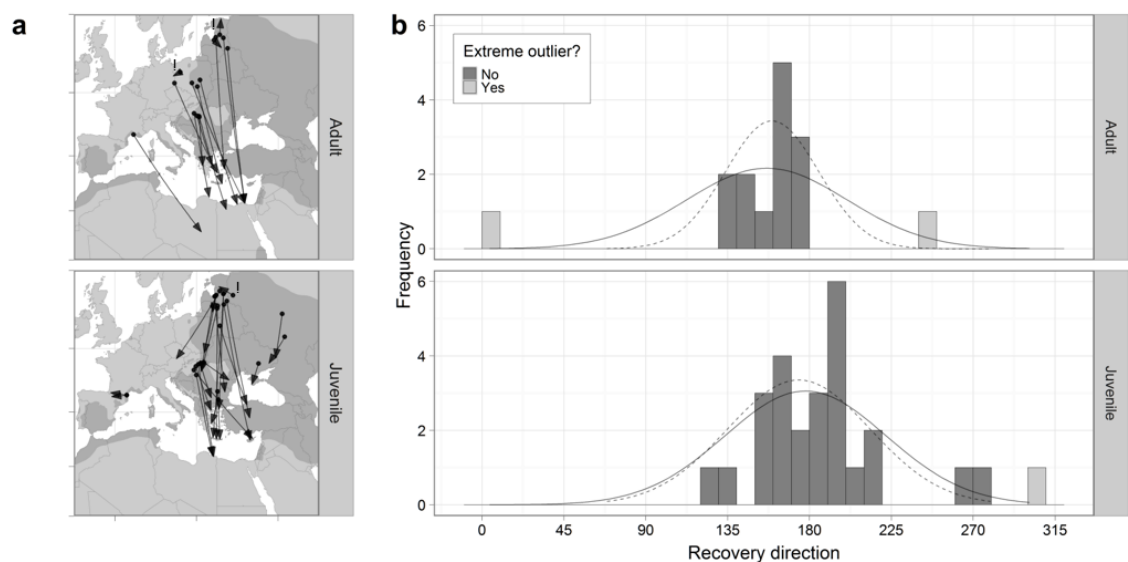 a
!
!
Adult
!
Juvenile
b
Extreme outlier?
No
Yes
6
4
2
0
Adult
Frequency
6
4
2
0
Juvenile
0 45 90 135 180 225 270 315
Recovery direction